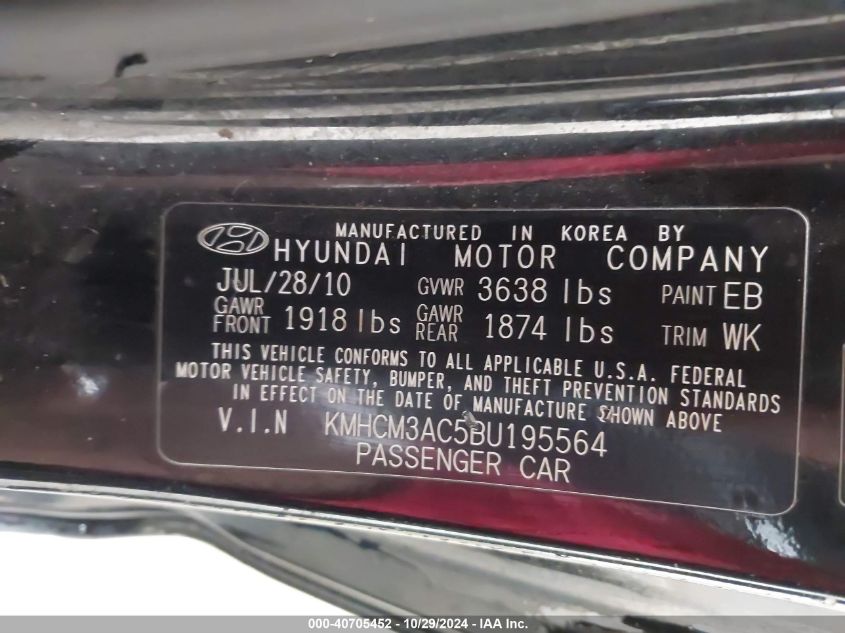 MANUFACTURED IN KOREA BY
HYUNDAI MOTOR COMPANY
JUL/28/10 GVWR 3638 lbs PAINT EB
GAWR FRONT 1918 lbs GAWR REAR 1874 lbs TRIM WK
THIS VEHICLE CONFORMS TO ALL APPLICABLE U.S.A. FEDERAL
MOTOR VEHICLE SAFETY, BUMPER, AND THEFT PREVENTION STANDARDS
IN EFFECT ON THE DATE OF MANUFACTURE SHOWN ABOVE
V.I.N KMHCM3AC5BU195564
PASSENGER CAR
000-40705452 - 10/29/2024 - IAA Inc.